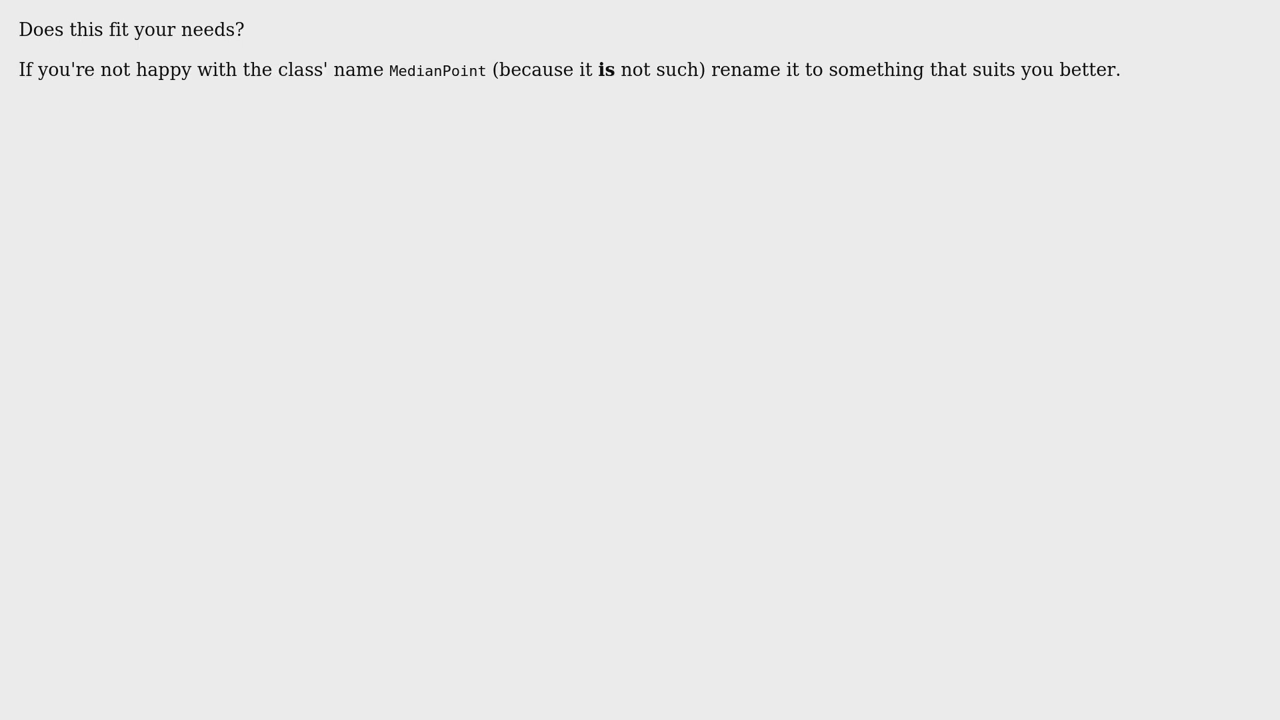 Does this fit your needs?
If you're not happy with the class' name MedianPoint (because it is not such) rename it to something that suits you better.